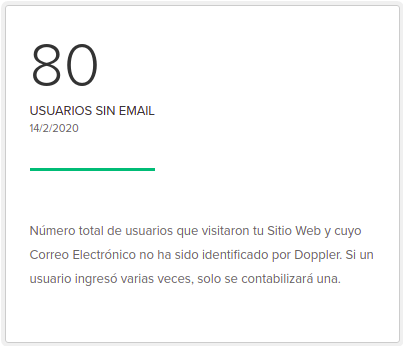 80
USUARIOS SIN EMAIL
14/2/2020
Número total de usuarios que visitaron tu Sitio Web y cuyo
Correo Electrónico no ha sido identificado por Doppler. Si un
usuario ingresó varias veces, solo se contabilizará una.